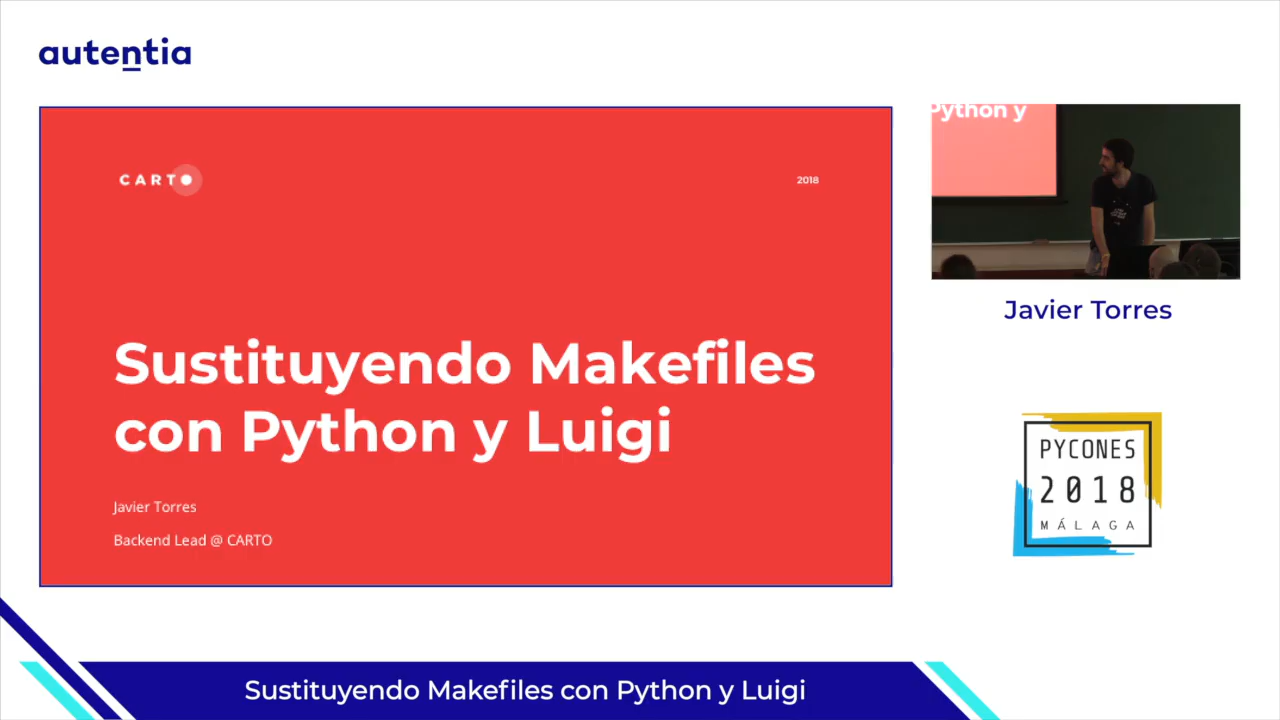 autentia
CARTO
2018
Sustituyendo Makefiles
con Python y Luigi
Javier Torres
Backend Lead @ CARTO
Python y
Javier Torres
PYCONES
2018
MÁLAGA
Sustituyendo Makefiles con Python y Luigi